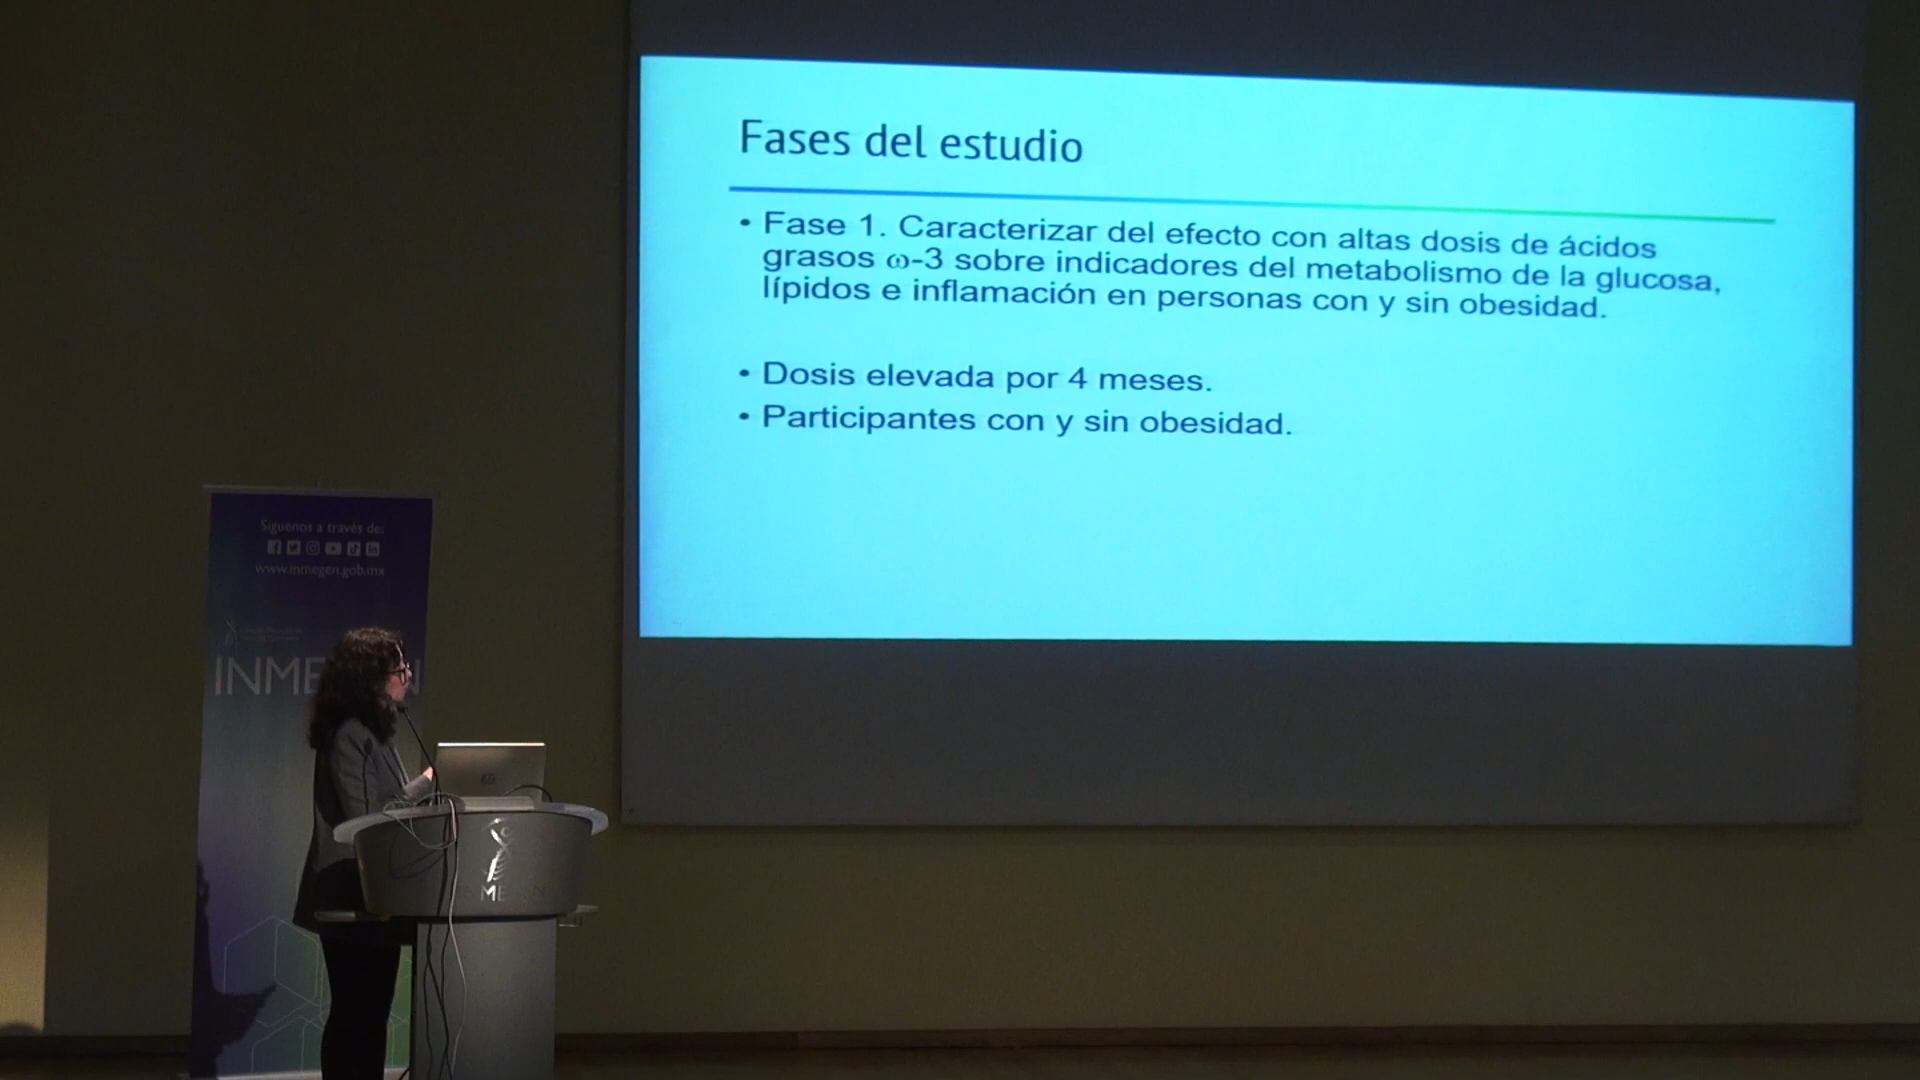 Fases del estudio
• Fase 1. Caracterizar del efecto con altas dosis de ácidos
grasos ω-3 sobre indicadores del metabolismo de la glucosa,
lípidos e inflamación en personas con y sin obesidad.
• Dosis elevada por 4 meses.
• Participantes con y sin obesidad.
Síguenos a través de:
www.inmegen.gob.mx
INME N
INMEGEN